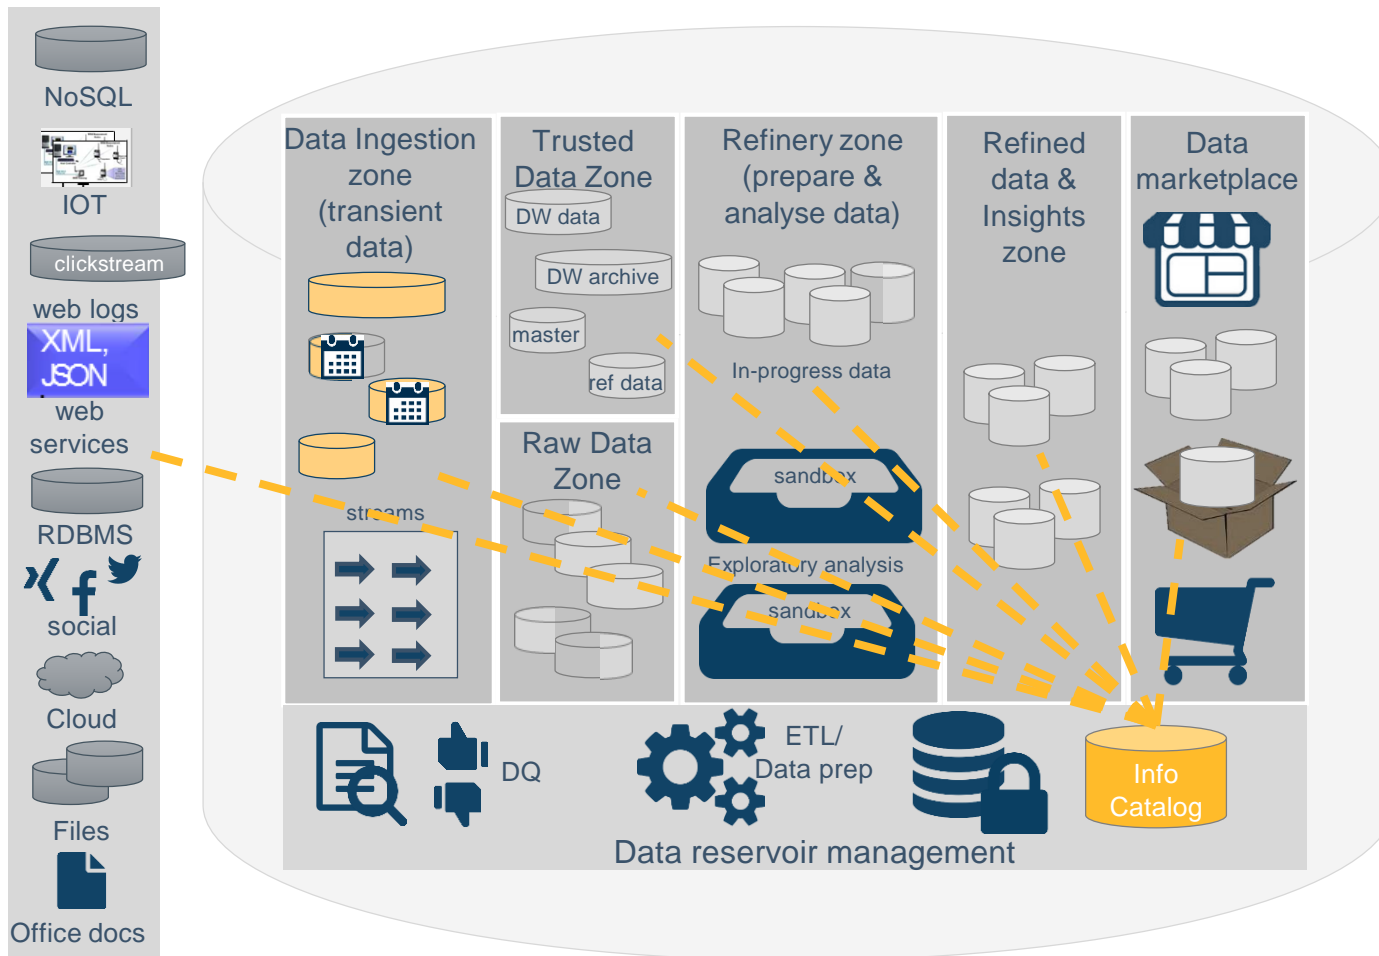 NoSQL
IOT
clickstream
web logs
XML,
JSON
web
services
RDBMS
social
Cloud
Files
Office docs
Data Ingestion
zone
(transient
data)
streams
Trusted
Data Zone
DW data
DW archive
master
ref data
Raw Data
Zone
Refinery zone
(prepare &
analyse data)
In-progress data
sandbox
Exploratory analysis
sandbox
Refined
data &
Insights
zone
Data
marketplace
DQ
ETL/
Data prep
Info
Catalog
Data reservoir management